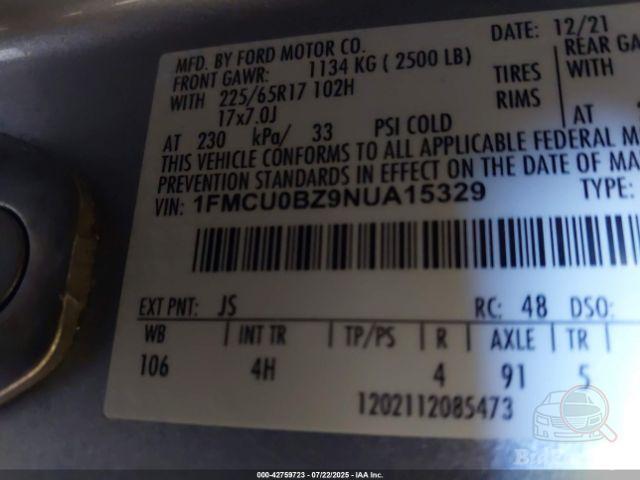 DATE: 12/21
MFD. BY FORD MOTOR CO.
REAR GA
FRONT GAWR: 1134 KG ( 2500 LB)
WITH
WITH 225/65R17 102H TIRES
17x7.0J RIMS
AT 230 kPa/ 33 PSI COLD AT
THIS VEHICLE CONFORMS TO ALL APPLICABLE FEDERAL M
PREVENTION STANDARDS IN EFFECT ON THE DATE OF MA
VIN: 1FMCU0BZ9NUA15329 TYPE:
EXT PNT: JS RC: 48 DSO:
WB INT TR TP/PS R AXLE TR
106 4H 4 91 5
1202112085473
000-42759723 - 07/22/2025 - IAA Inc.